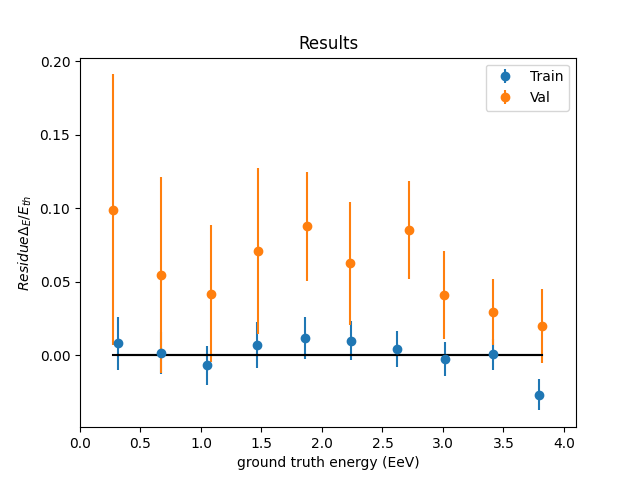 Results
Train
Val
0.20
0.15
0.10
0.05
0.00
Residue Δ_E/E_th
0.0 0.5 1.0 1.5 2.0 2.5 3.0 3.5 4.0
ground truth energy (EeV)